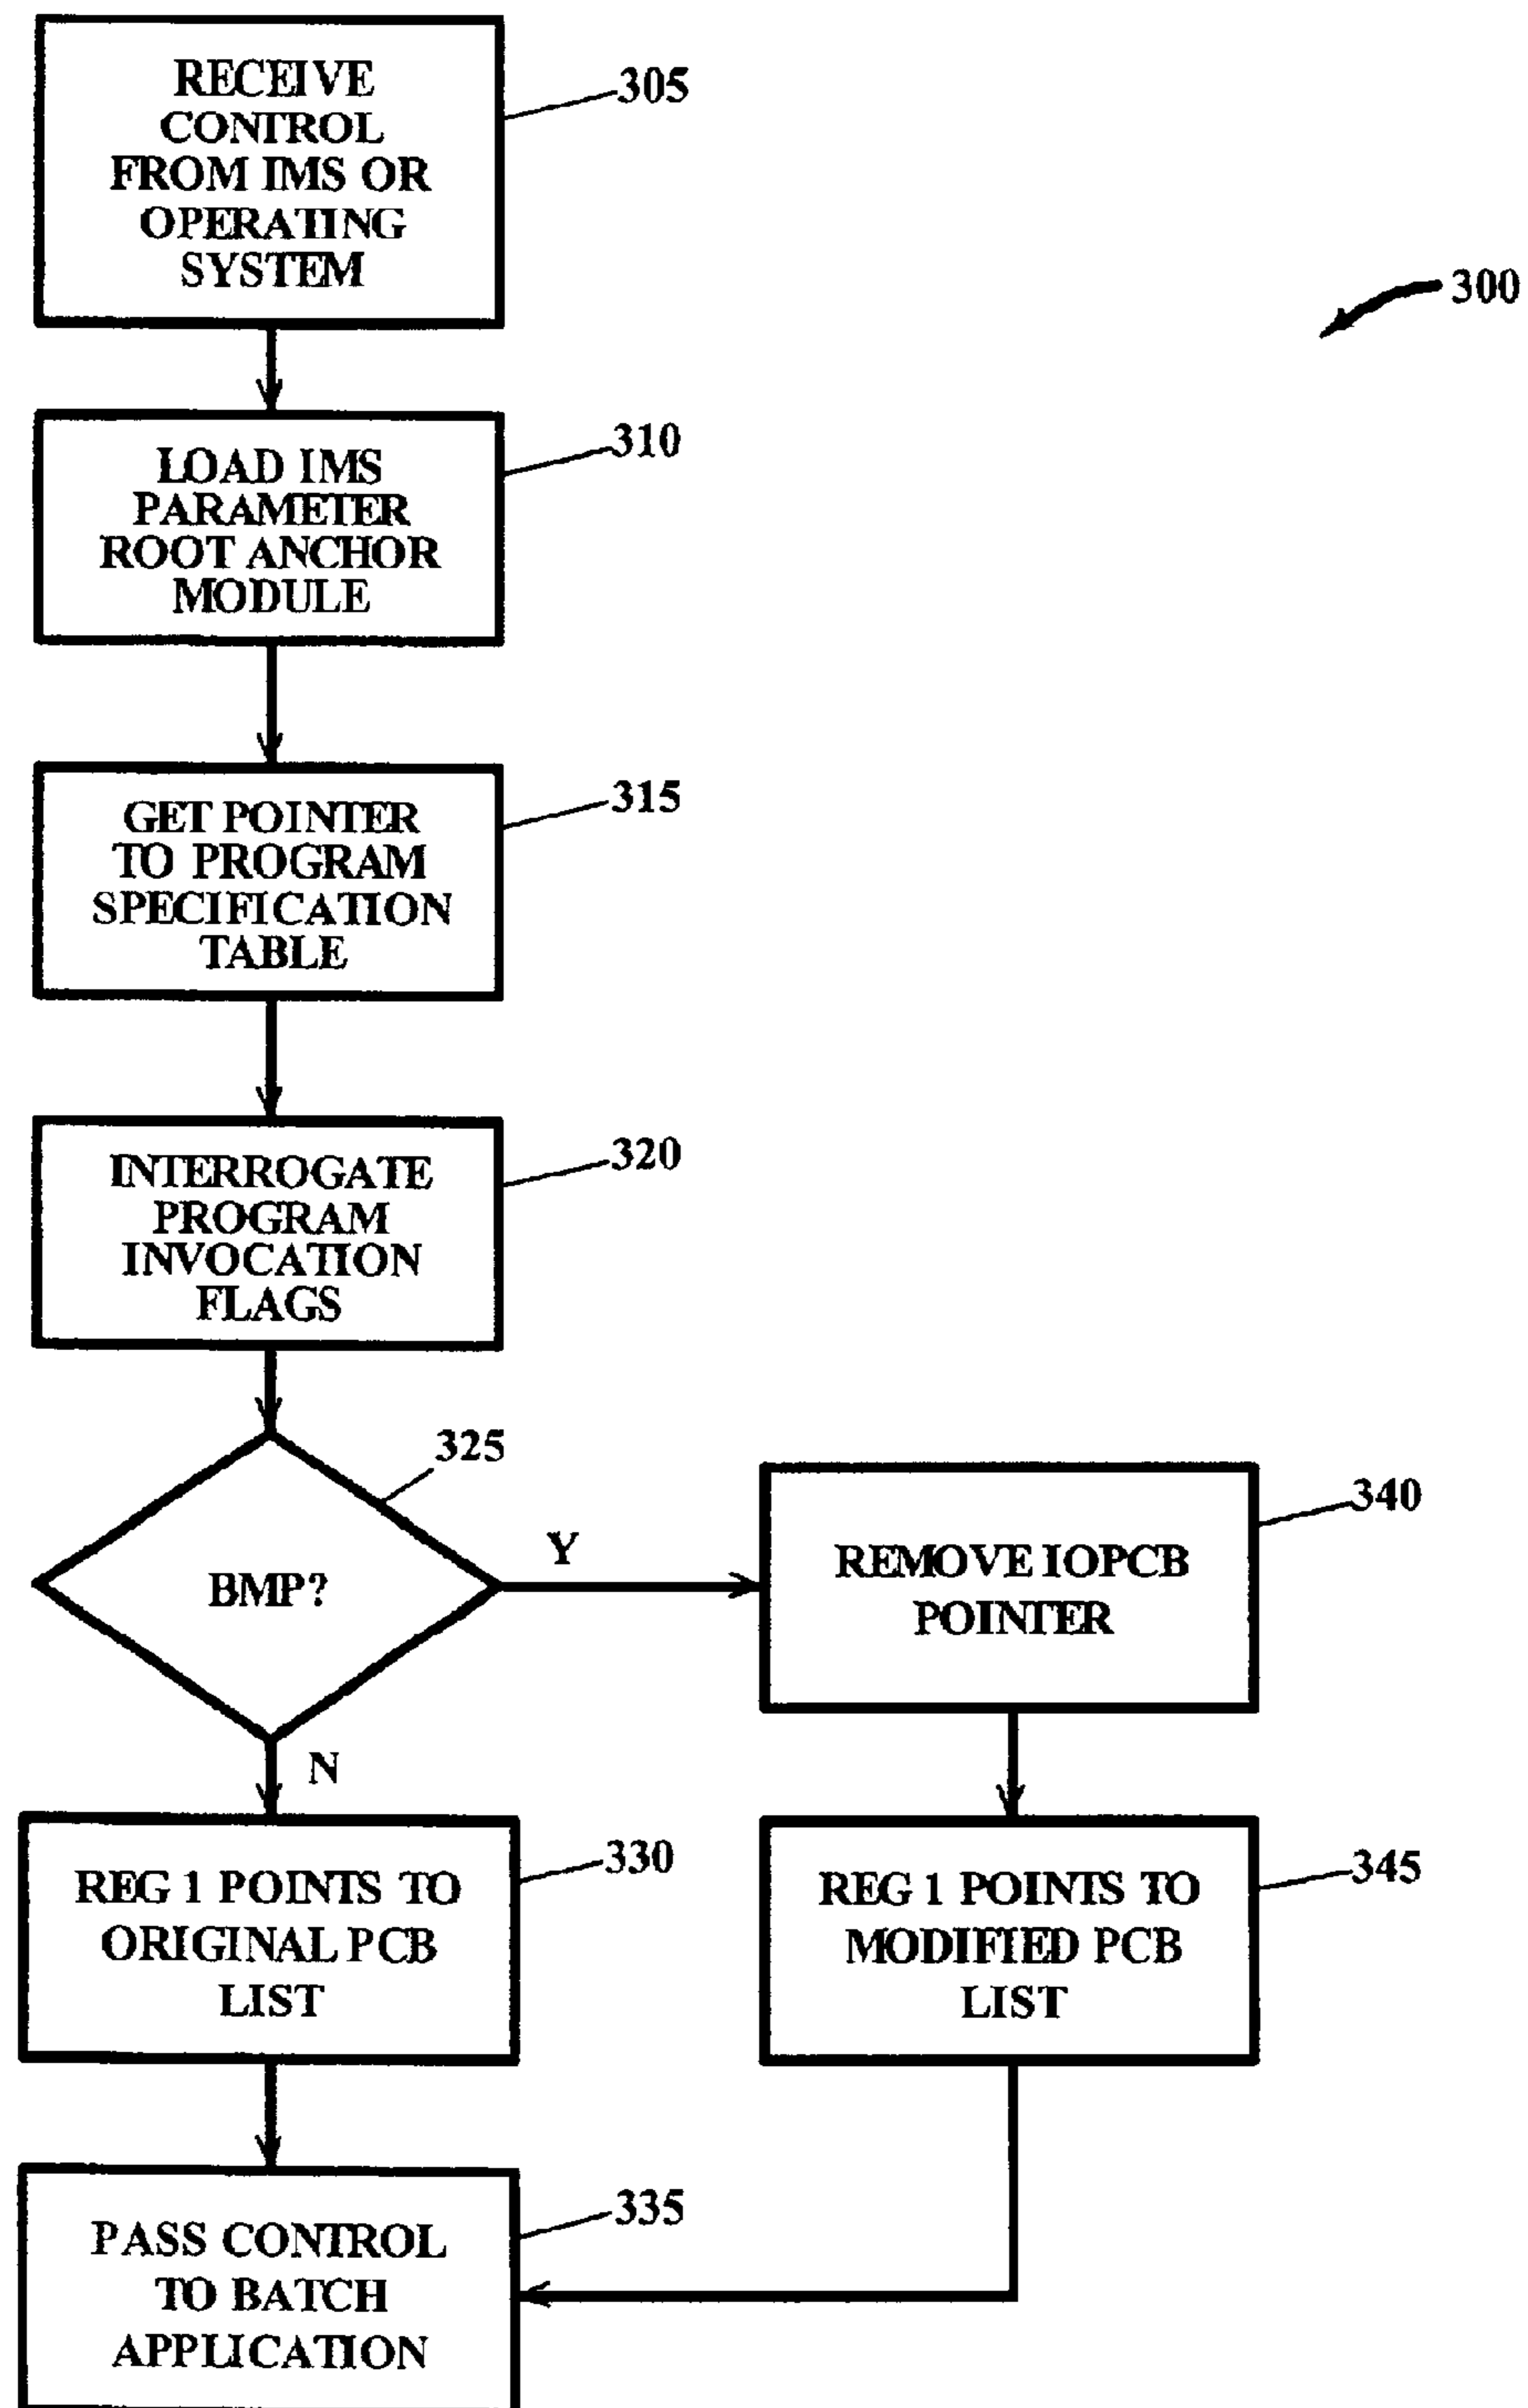 RECEIVE
CONTROL
FROM IMS OR
OPERATING
SYSTEM
305
300
LOAD IMS
PARAMETER
ROOT ANCHOR
MODULE
310
GET POINTER
TO PROGRAM
SPECIFICATION
TABLE
315
INTERROGATE
PROGRAM
INVOCATION
FLAGS
320
BMP?
325
Y
N
REMOVE IOPCB
POINTER
340
REG 1 POINTS TO
ORIGINAL PCB
LIST
330
REG 1 POINTS TO
MODIFIED PCB
LIST
345
PASS CONTROL
TO BATCH
APPLICATION
335